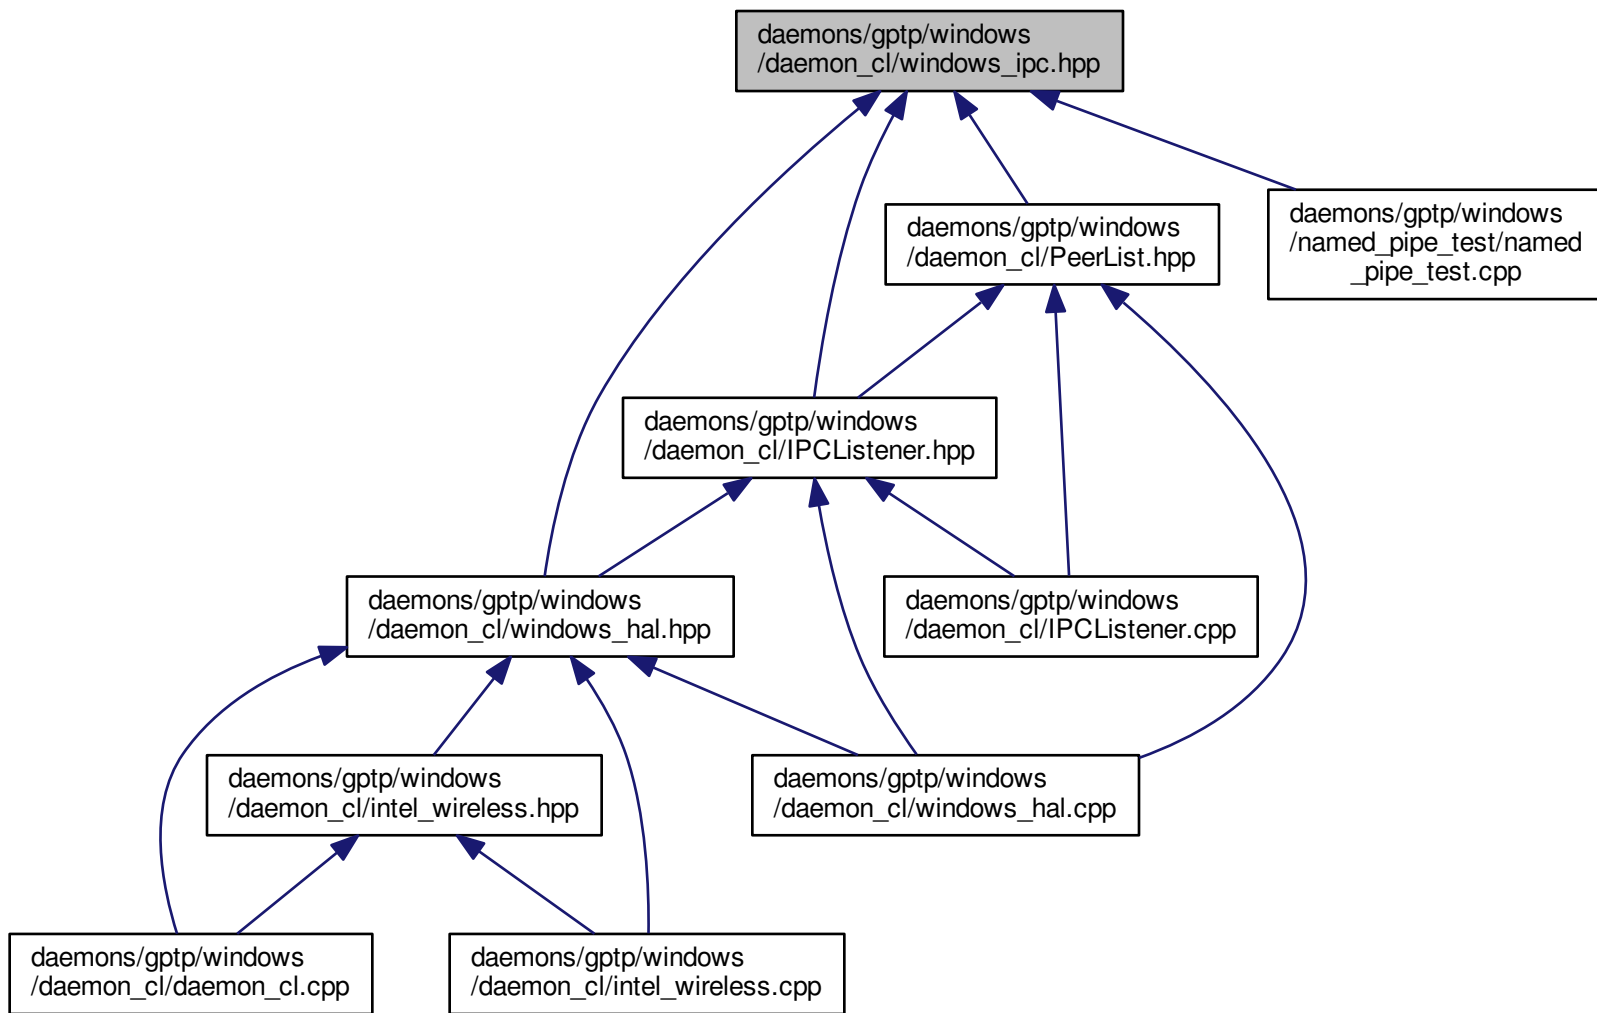 daemons/gptp/windows
/daemon_cl/windows_ipc.hpp
daemons/gptp/windows
/named_pipe_test/named
_pipe_test.cpp
daemons/gptp/windows
/daemon_cl/PeerList.hpp
daemons/gptp/windows
/daemon_cl/IPCListener.hpp
daemons/gptp/windows
/daemon_cl/windows_hal.hpp
daemons/gptp/windows
/daemon_cl/IPCListener.cpp
daemons/gptp/windows
/daemon_cl/intel_wireless.hpp
daemons/gptp/windows
/daemon_cl/windows_hal.cpp
daemons/gptp/windows
/daemon_cl/daemon_cl.cpp
daemons/gptp/windows
/daemon_cl/intel_wireless.cpp